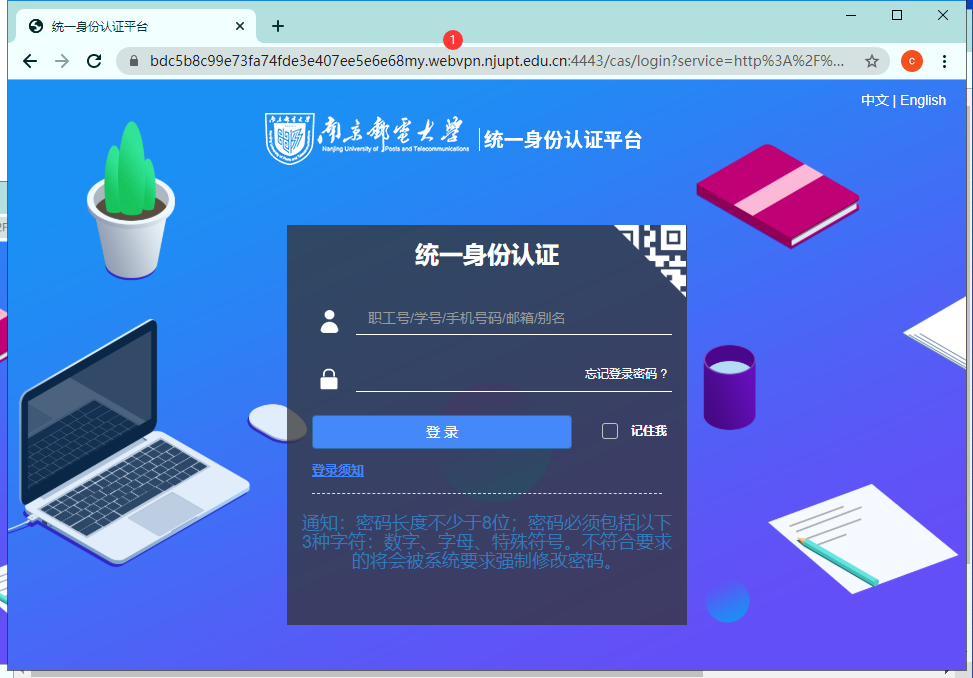 统一身份认证平台
1
bdc5b8c99e73fa74fde3e407ee5e6e68my.webvpn.njupt.edu.cn:4443/cas/login?service=http%3A%2F%...
c
中文 | English
南京邮电大学
Nanjing University of Posts and Telecommunications
统一身份认证平台
统一身份认证
职工号/学号/手机号码/邮箱/别名
忘记登录密码？
登 录
记住我
登录须知
通知：密码长度不少于8位；密码必须包括以下
3种字符：数字、字母、特殊符号。不符合要求
的将会被系统要求强制修改密码。